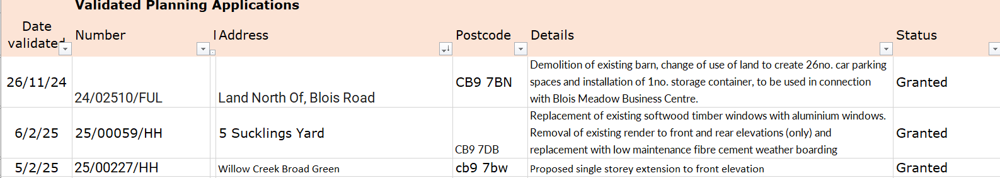 Validated Planning Applications
Date validated Number Address Postcode Details Status
26/11/24 24/02510/FUL Land North Of, Blois Road CB9 7BN Demolition of existing barn, change of use of land to create 26no. car parking
spaces and installation of 1no. storage container, to be used in connection
with Blois Meadow Business Centre. Granted
6/2/25 25/00059/HH 5 Sucklings Yard CB9 7DB Replacement of existing softwood timber windows with aluminium windows.
Removal of existing render to front and rear elevations (only) and
replacement with low maintenance fibre cement weather boarding Granted
5/2/25 25/00227/HH Willow Creek Broad Green cb9 7bw Proposed single storey extension to front elevation Granted